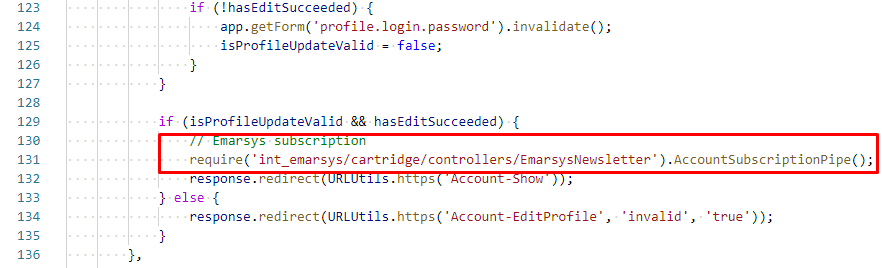 123 if (!hasEditSucceeded) {
124 app.getForm('profile.login.password').invalidate();
125 isProfileUpdateValid = false;
126 }
127 }
128
129 if (isProfileUpdateValid && hasEditSucceeded) {
130 // Emarsys subscription
131 require('int_emarsys/cartridge/controllers/EmarsysNewsletter').AccountSubscriptionPipe();
132 response.redirect(URLUtils.https('Account-Show'));
133 } else {
134 response.redirect(URLUtils.https('Account-EditProfile', 'invalid', 'true'));
135 }
136 },